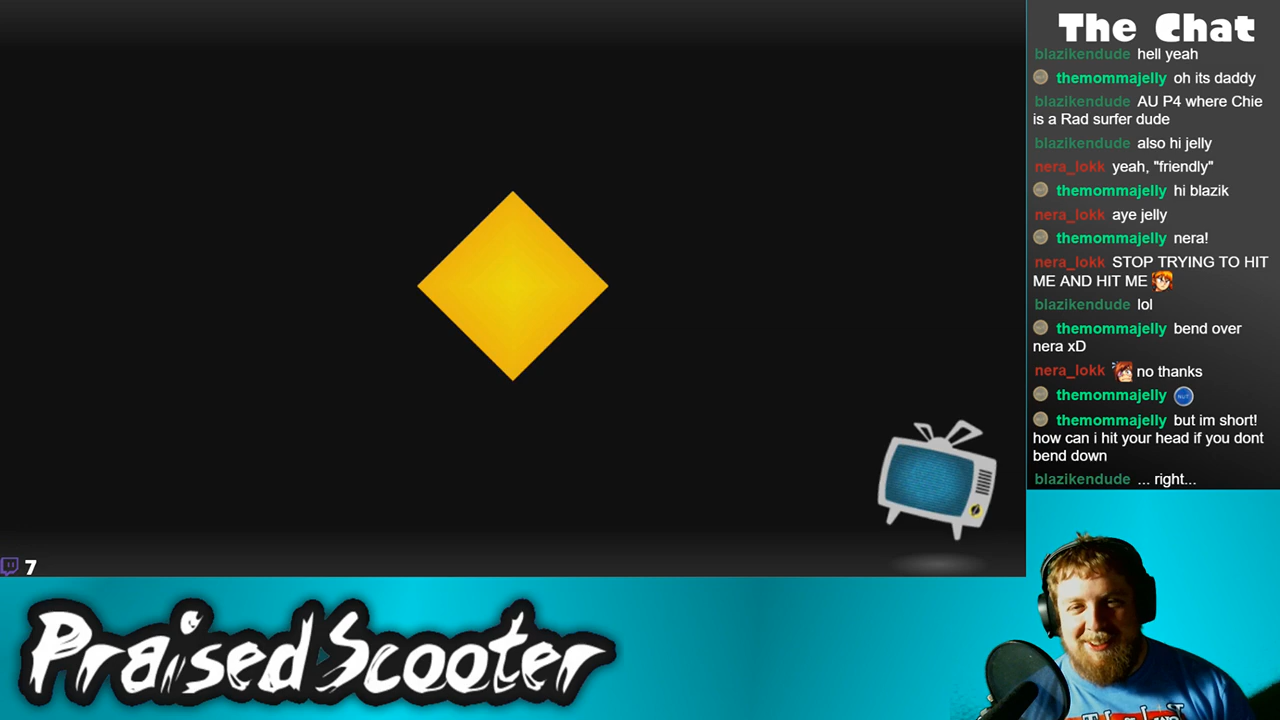 The Chat
blazikendude hell yeah
themommajelly oh its daddy
blazikendude AU P4 where Chie
is a Rad surfer dude
blazikendude also hi jelly
nera_lokk yeah, "friendly"
themommajelly hi blazik
nera_lokk aye jelly
themommajelly nera!
nera_lokk STOP TRYING TO HIT
ME AND HIT ME
blazikendude lol
themommajelly bend over
nera xD
nera_lokk no thanks
themommajelly
themommajelly but im short!
how can i hit your head if you dont
bend down
blazikendude ... right...
7
PraisedScooter